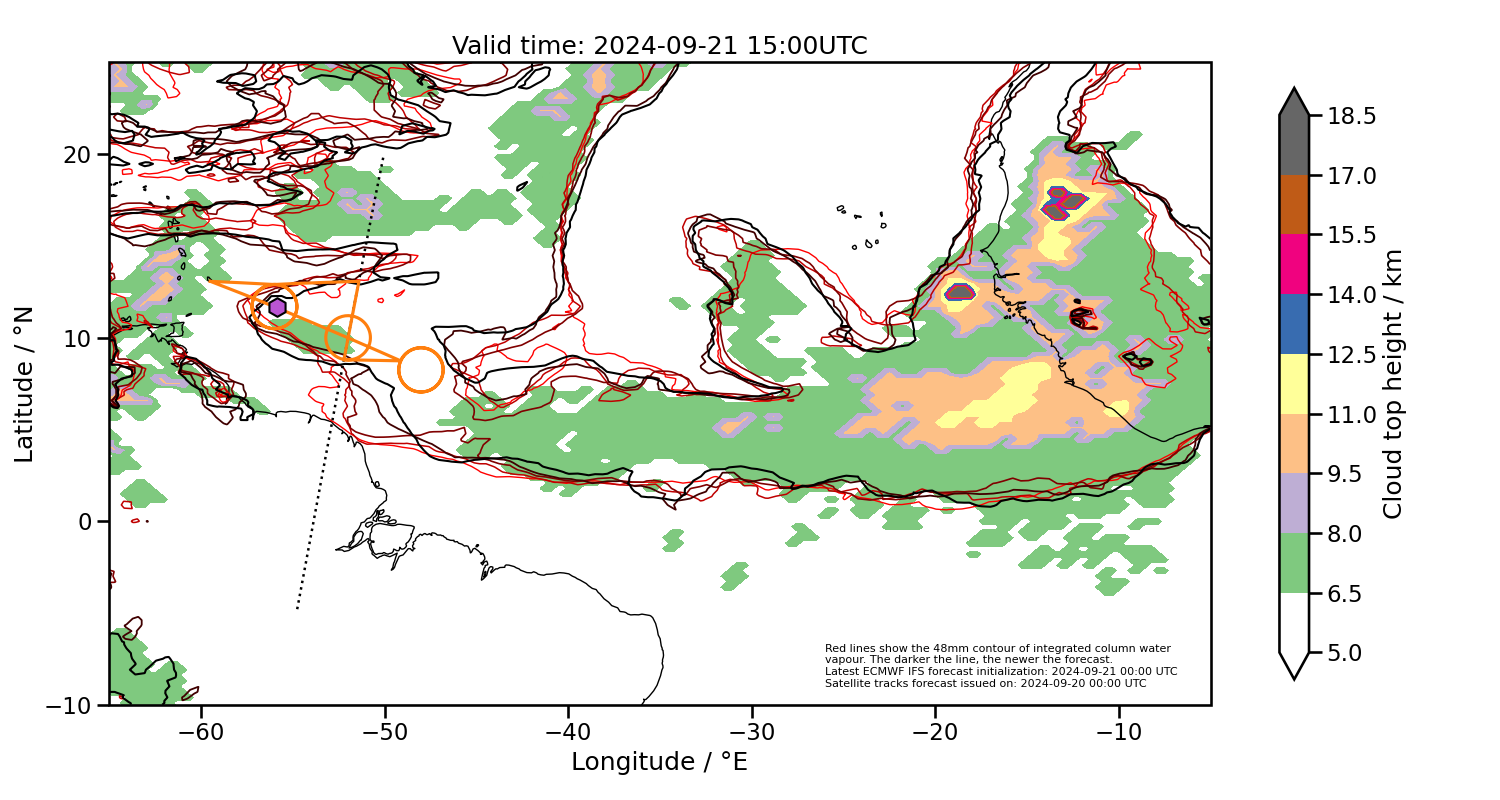 Valid time: 2024-09-21 15:00UTC
20
10
0
−10
Latitude / °N
−60
−50
−40
−30
−20
−10
Longitude / °E
Red lines show the 48mm contour of integrated column water
vapour. The darker the line, the newer the forecast.
Latest ECMWF IFS forecast initialization: 2024-09-21 00:00 UTC
Satellite tracks forecast issued on: 2024-09-20 00:00 UTC
18.5
17.0
15.5
14.0
12.5
11.0
9.5
8.0
6.5
5.0
Cloud top height / km